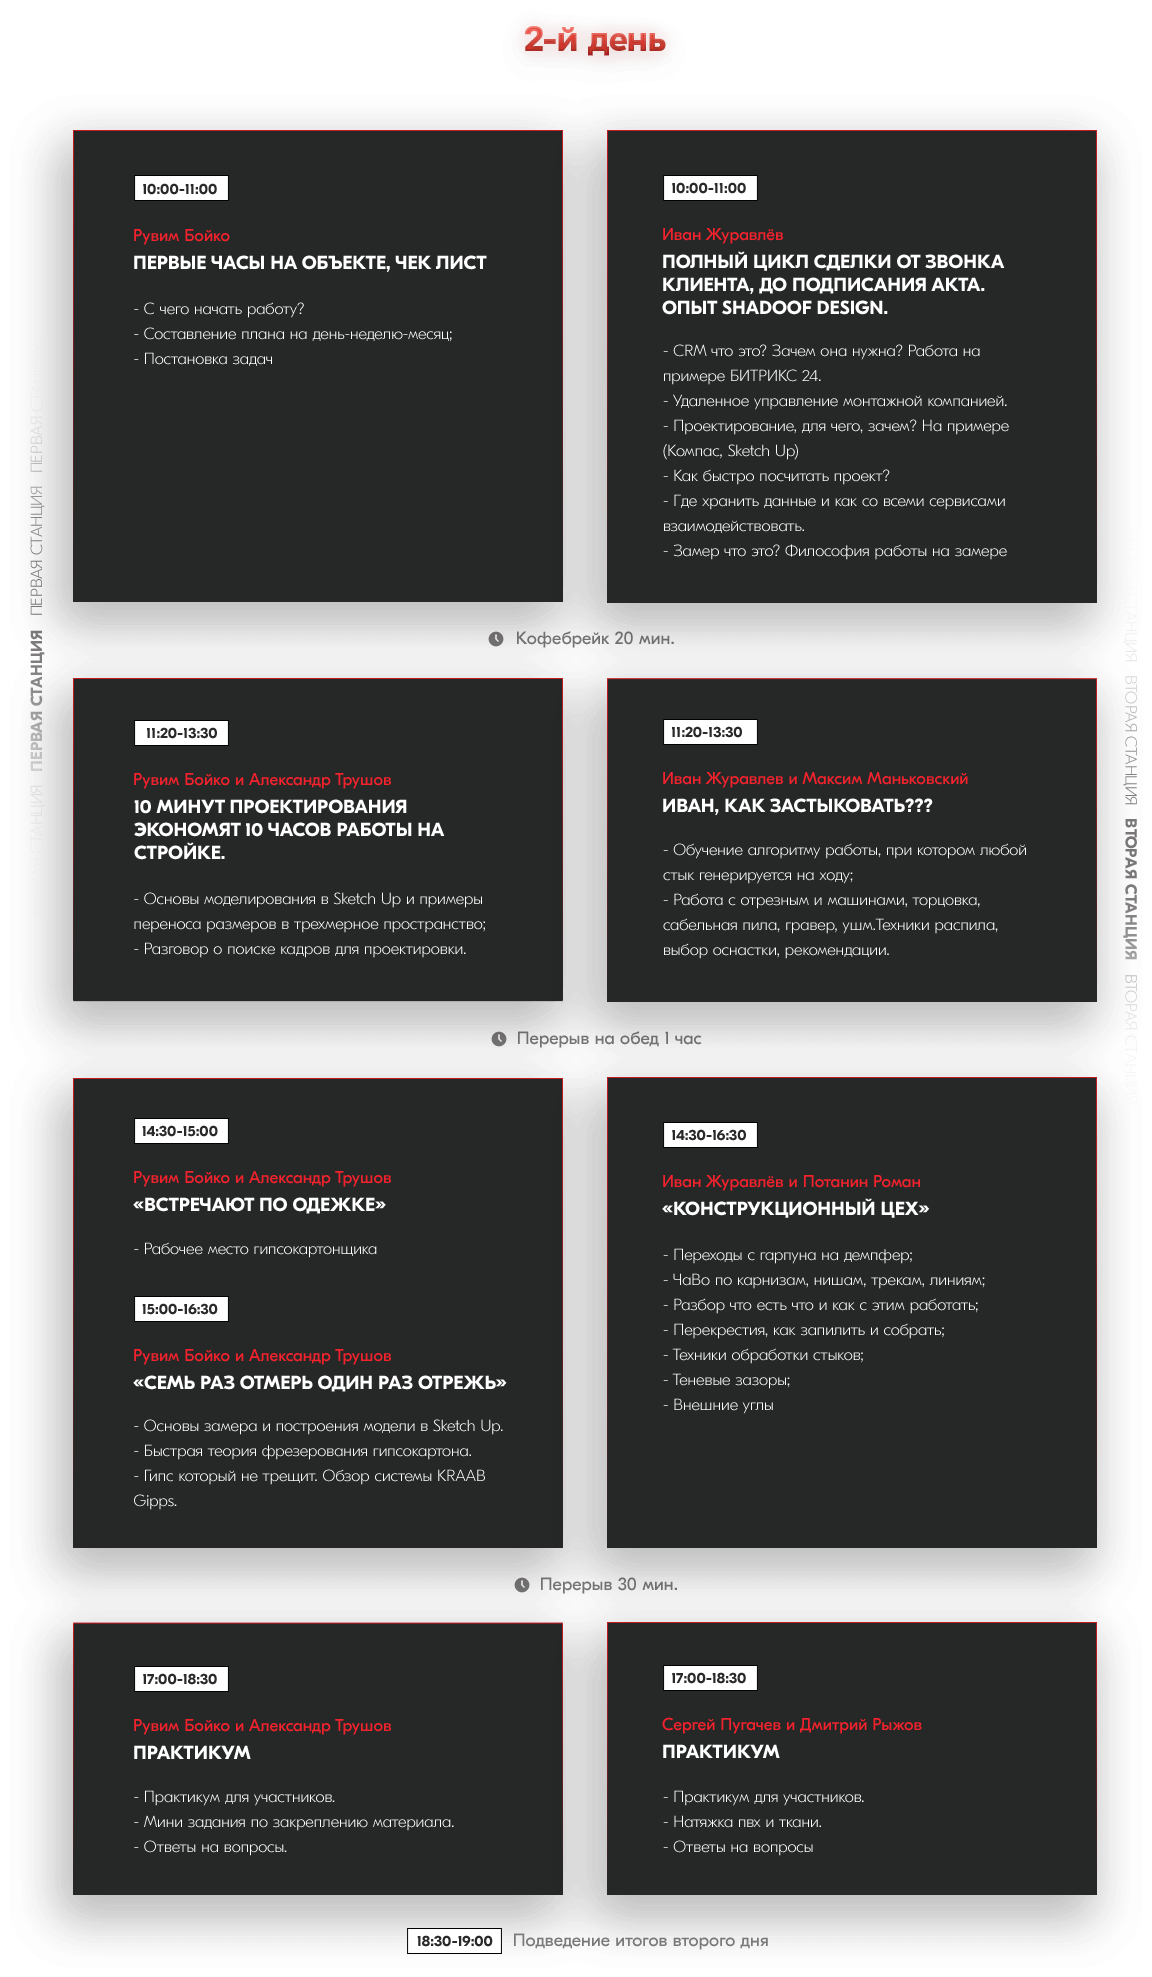 2-й день
10:00-11:00
Рувим Бойко
ПЕРВЫЕ ЧАСЫ НА ОБЪЕКТЕ, ЧЕК ЛИСТ
- С чего начать работу?
- Составление плана на день-неделю-месяц;
- Постановка задач
10:00-11:00
Иван Журавлёв
ПОЛНЫЙ ЦИКЛ СДЕЛКИ ОТ ЗВОНКА
КЛИЕНТА, ДО ПОДПИСАНИЯ АКТА.
ОПЫТ SHADOOF DESIGN.
- CRM что это? Зачем она нужна? Работа на
примере БИТРИКС 24.
- Удаленное управление монтажной компанией.
- Проектирование, для чего, зачем? На примере
(Компас, Sketch Up)
- Как быстро посчитать проект?
- Где хранить данные и как со всеми сервисами
взаимодействовать.
- Замер что это? Философия работы на замере
Кофебрейк 20 мин.
11:20-13:30
Рувим Бойко и Александр Трушов
10 МИНУТ ПРОЕКТИРОВАНИЯ
ЭКОНОМЯТ 10 ЧАСОВ РАБОТЫ НА
СТРОЙКЕ.
- Основы моделирования в Sketch Up и примеры
переноса размеров в трехмерное пространство;
- Разговор о поиске кадров для проектировки.
11:20-13:30
Иван Журавлев и Максим Маньковский
ИВАН, КАК ЗАСТЫКОВАТЬ???
- Обучение алгоритму работы, при котором любой
стык генерируется на ходу;
- Работа с отрезным и машинами, торцовка,
сабельная пила, гравер, ушм.Техники распила,
выбор оснастки, рекомендации.
Перерыв на обед 1 час
14:30-15:00
Рувим Бойко и Александр Трушов
«ВСТРЕЧАЮТ ПО ОДЕЖКЕ»
- Рабочее место гипсокартонщика
15:00-16:30
Рувим Бойко и Александр Трушов
«СЕМЬ РАЗ ОТМЕРЬ ОДИН РАЗ ОТРЕЖЬ»
- Основы замера и построения модели в Sketch Up.
- Быстрая теория фрезерования гипсокартона.
- Гипс который не трещит. Обзор системы KRAAB
Gipps.
14:30-16:30
Иван Журавлёв и Потанин Роман
«КОНСТРУКЦИОННЫЙ ЦЕХ»
- Переходы с гарпуна на демпфер;
- ЧаВо по карнизам, нишам, трекам, линиям;
- Разбор что есть что и как с этим работать;
- Перекрестия, как запилить и собрать;
- Техники обработки стыков;
- Теневые зазоры;
- Внешние углы
Перерыв 30 мин.
17:00-18:30
Рувим Бойко и Александр Трушов
ПРАКТИКУМ
- Практикум для участников.
- Мини задания по закреплению материала.
- Ответы на вопросы.
17:00-18:30
Сергей Пугачев и Дмитрий Рыжов
ПРАКТИКУМ
- Практикум для участников.
- Натяжка пвх и ткани.
- Ответы на вопросы
18:30-19:00 Подведение итогов второго дня
СТАНЦИЯ ПЕРВАЯ СТАНЦИЯ ПЕРВАЯ СТАНЦИЯ ПЕРВАЯ
СТАНЦИЯ ВТОРАЯ СТАНЦИЯ ВТОРАЯ СТАНЦИЯ ВТОРАЯ СТАНЦИЯ